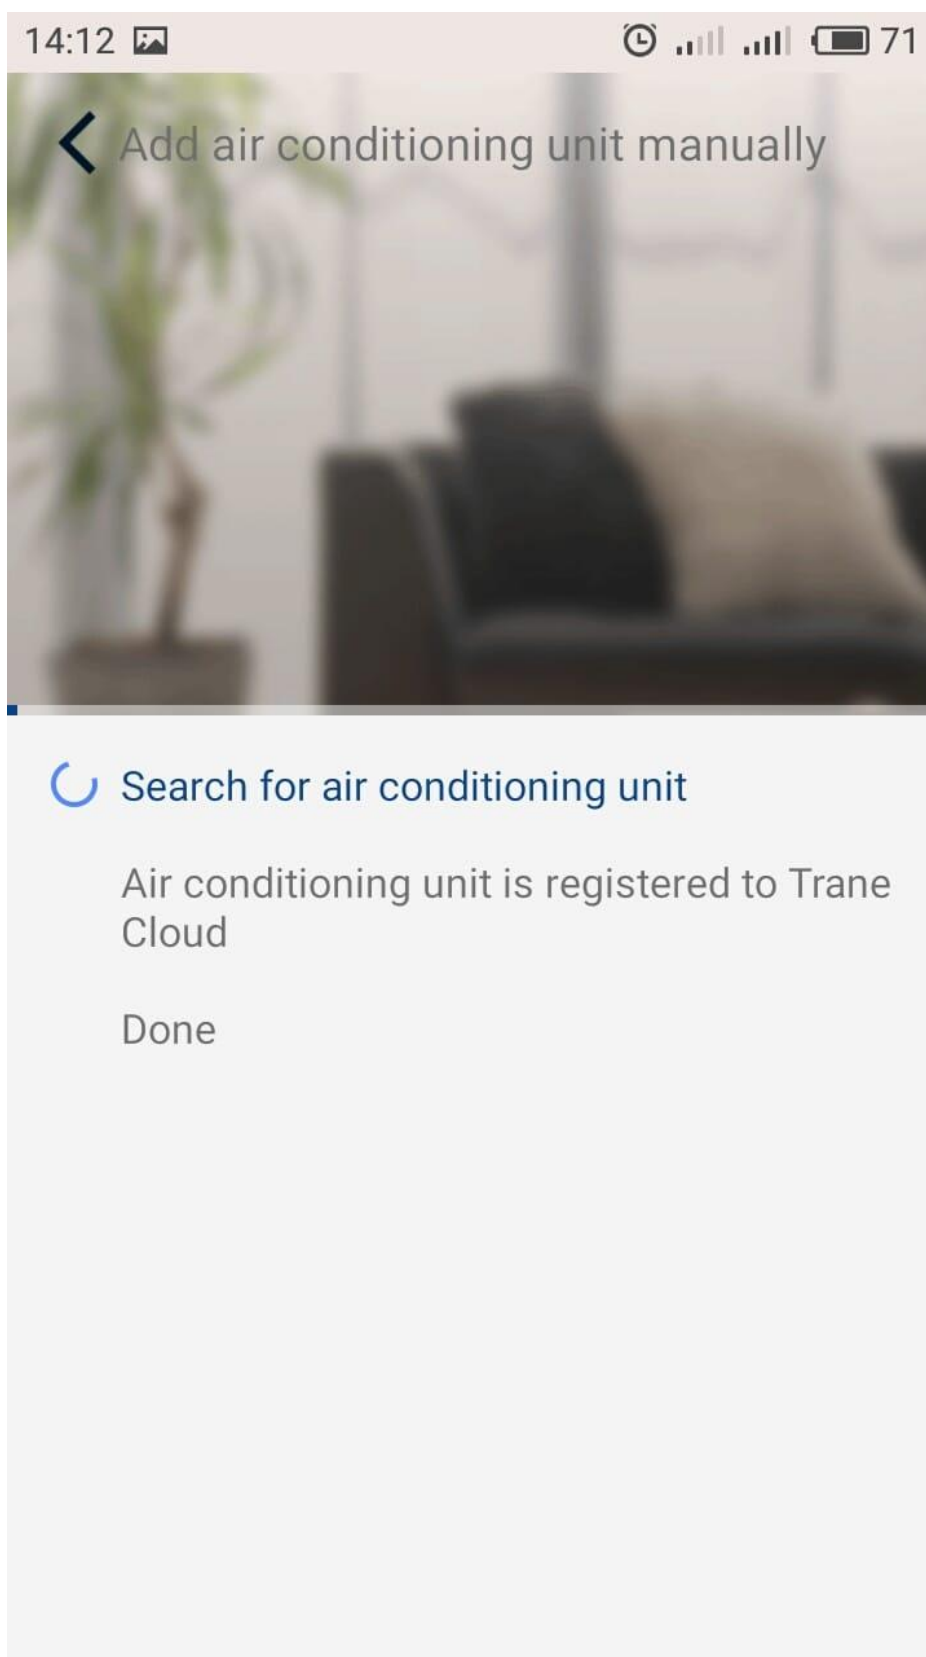 14:12 71
Add air conditioning unit manually
Search for air conditioning unit
Air conditioning unit is registered to Trane
Cloud
Done